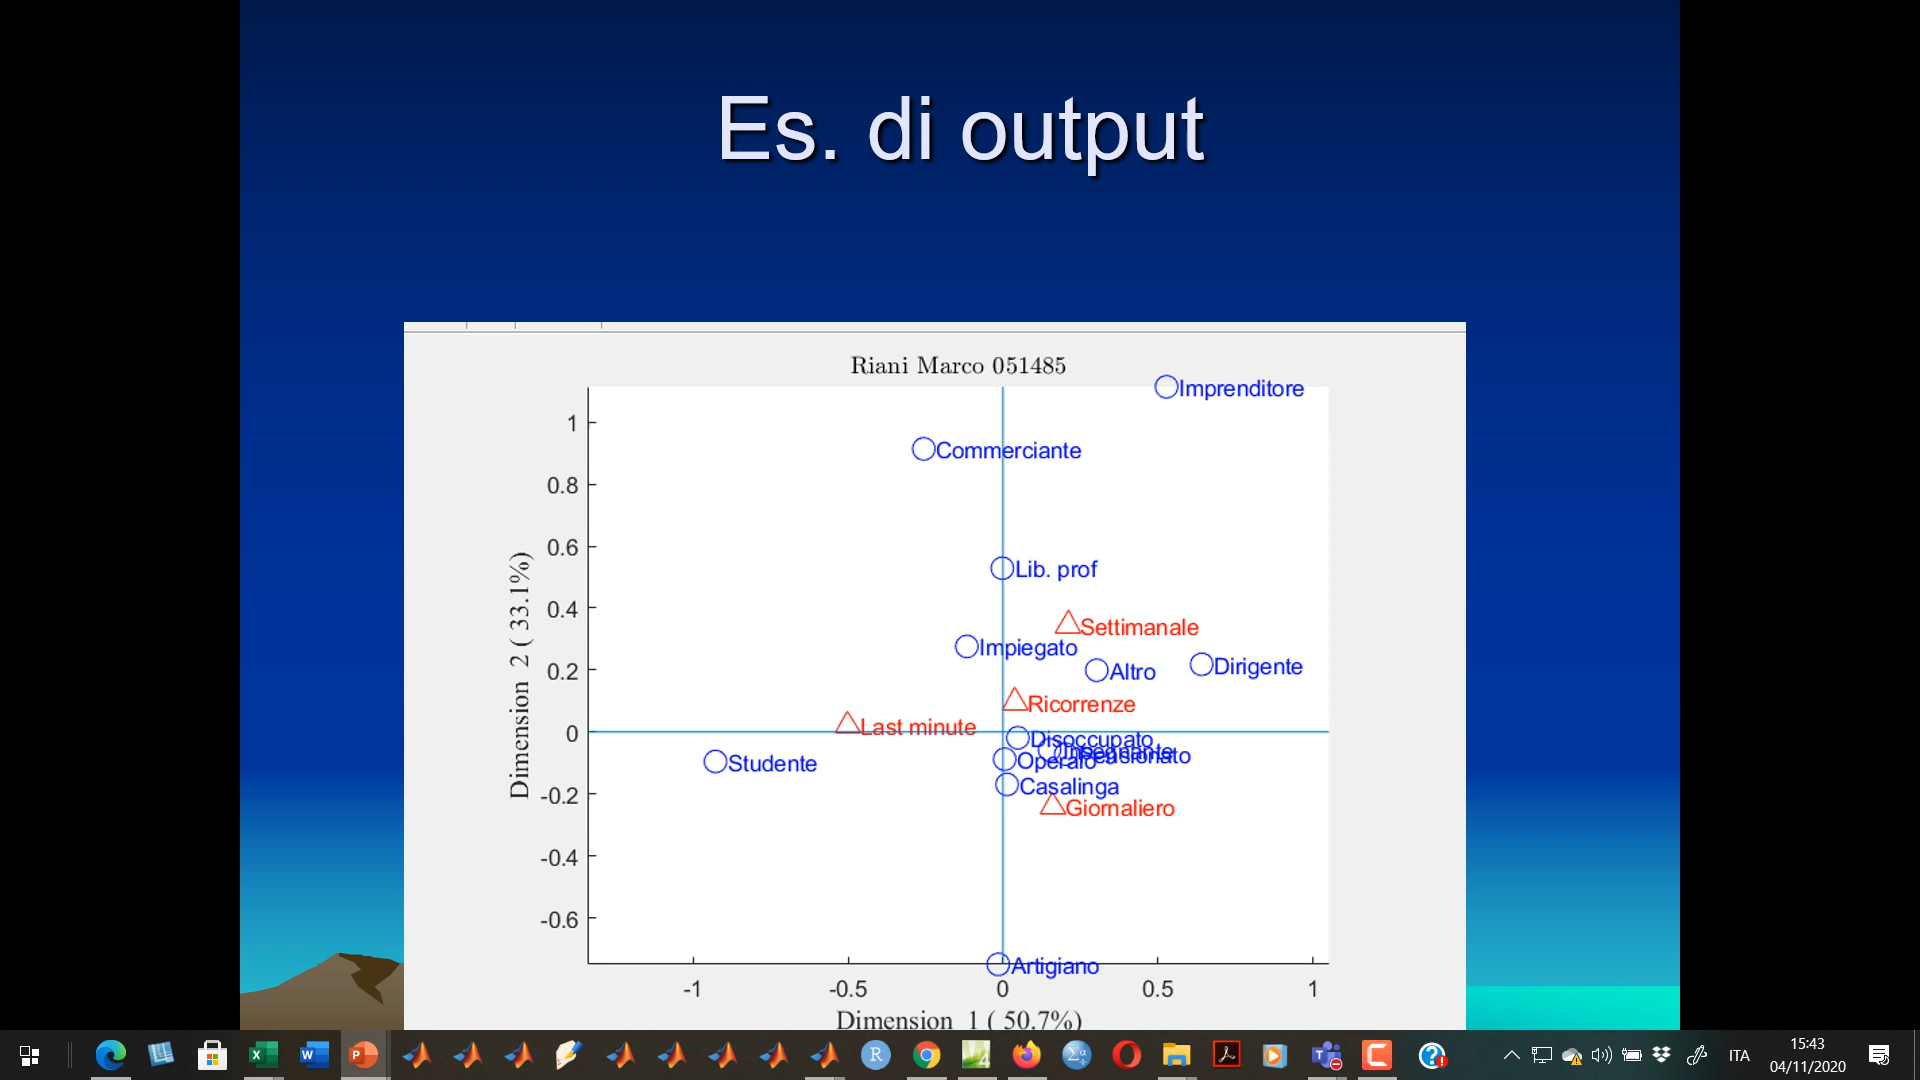 Es. di output
Riani Marco 051485
Imprenditore
1
Commerciante
0.8
0.6
Lib. prof
0.4
Settimanale
Impiegato
0.2
Altro
Dirigente
Ricorrenze
Last minute
0
Disoccupato
Insegnante
Pensionato
Operaio
Studente
Casalinga
-0.2
Giornaliero
-0.4
-0.6
Artigiano
-1
-0.5
0
0.5
1
Dimension 2 ( 33.1%)
Dimension 1 ( 50.7%)
ITA
15:43
04/11/2020